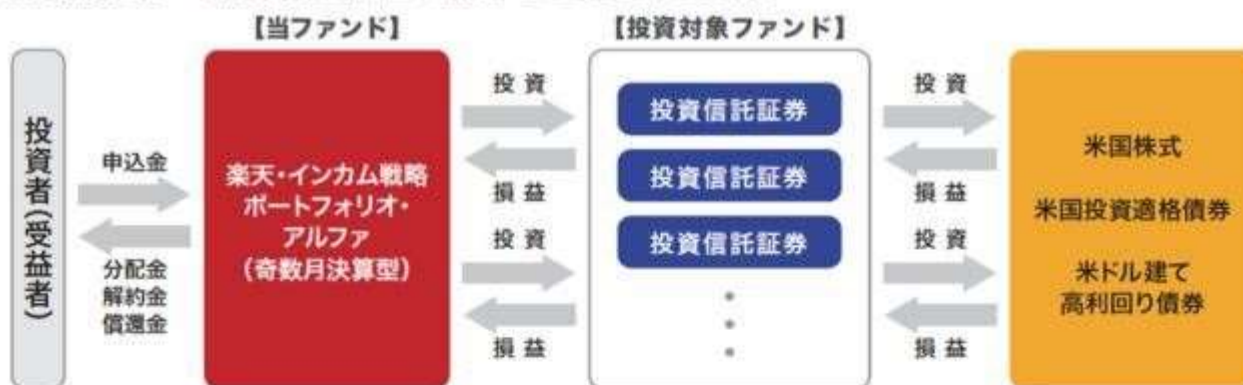 【当ファンド】
【投資対象ファンド】
投資者(受益者)
申込金
分配金
解約金
償還金
楽天・インカム戦略
ポートフォリオ・
アルファ
(奇数月決算型)
投資
損益
投資
損益
投資信託証券
投資信託証券
投資信託証券
投資
損益
投資
損益
米国株式
米国投資適格債券
米ドル建て
高利回り債券